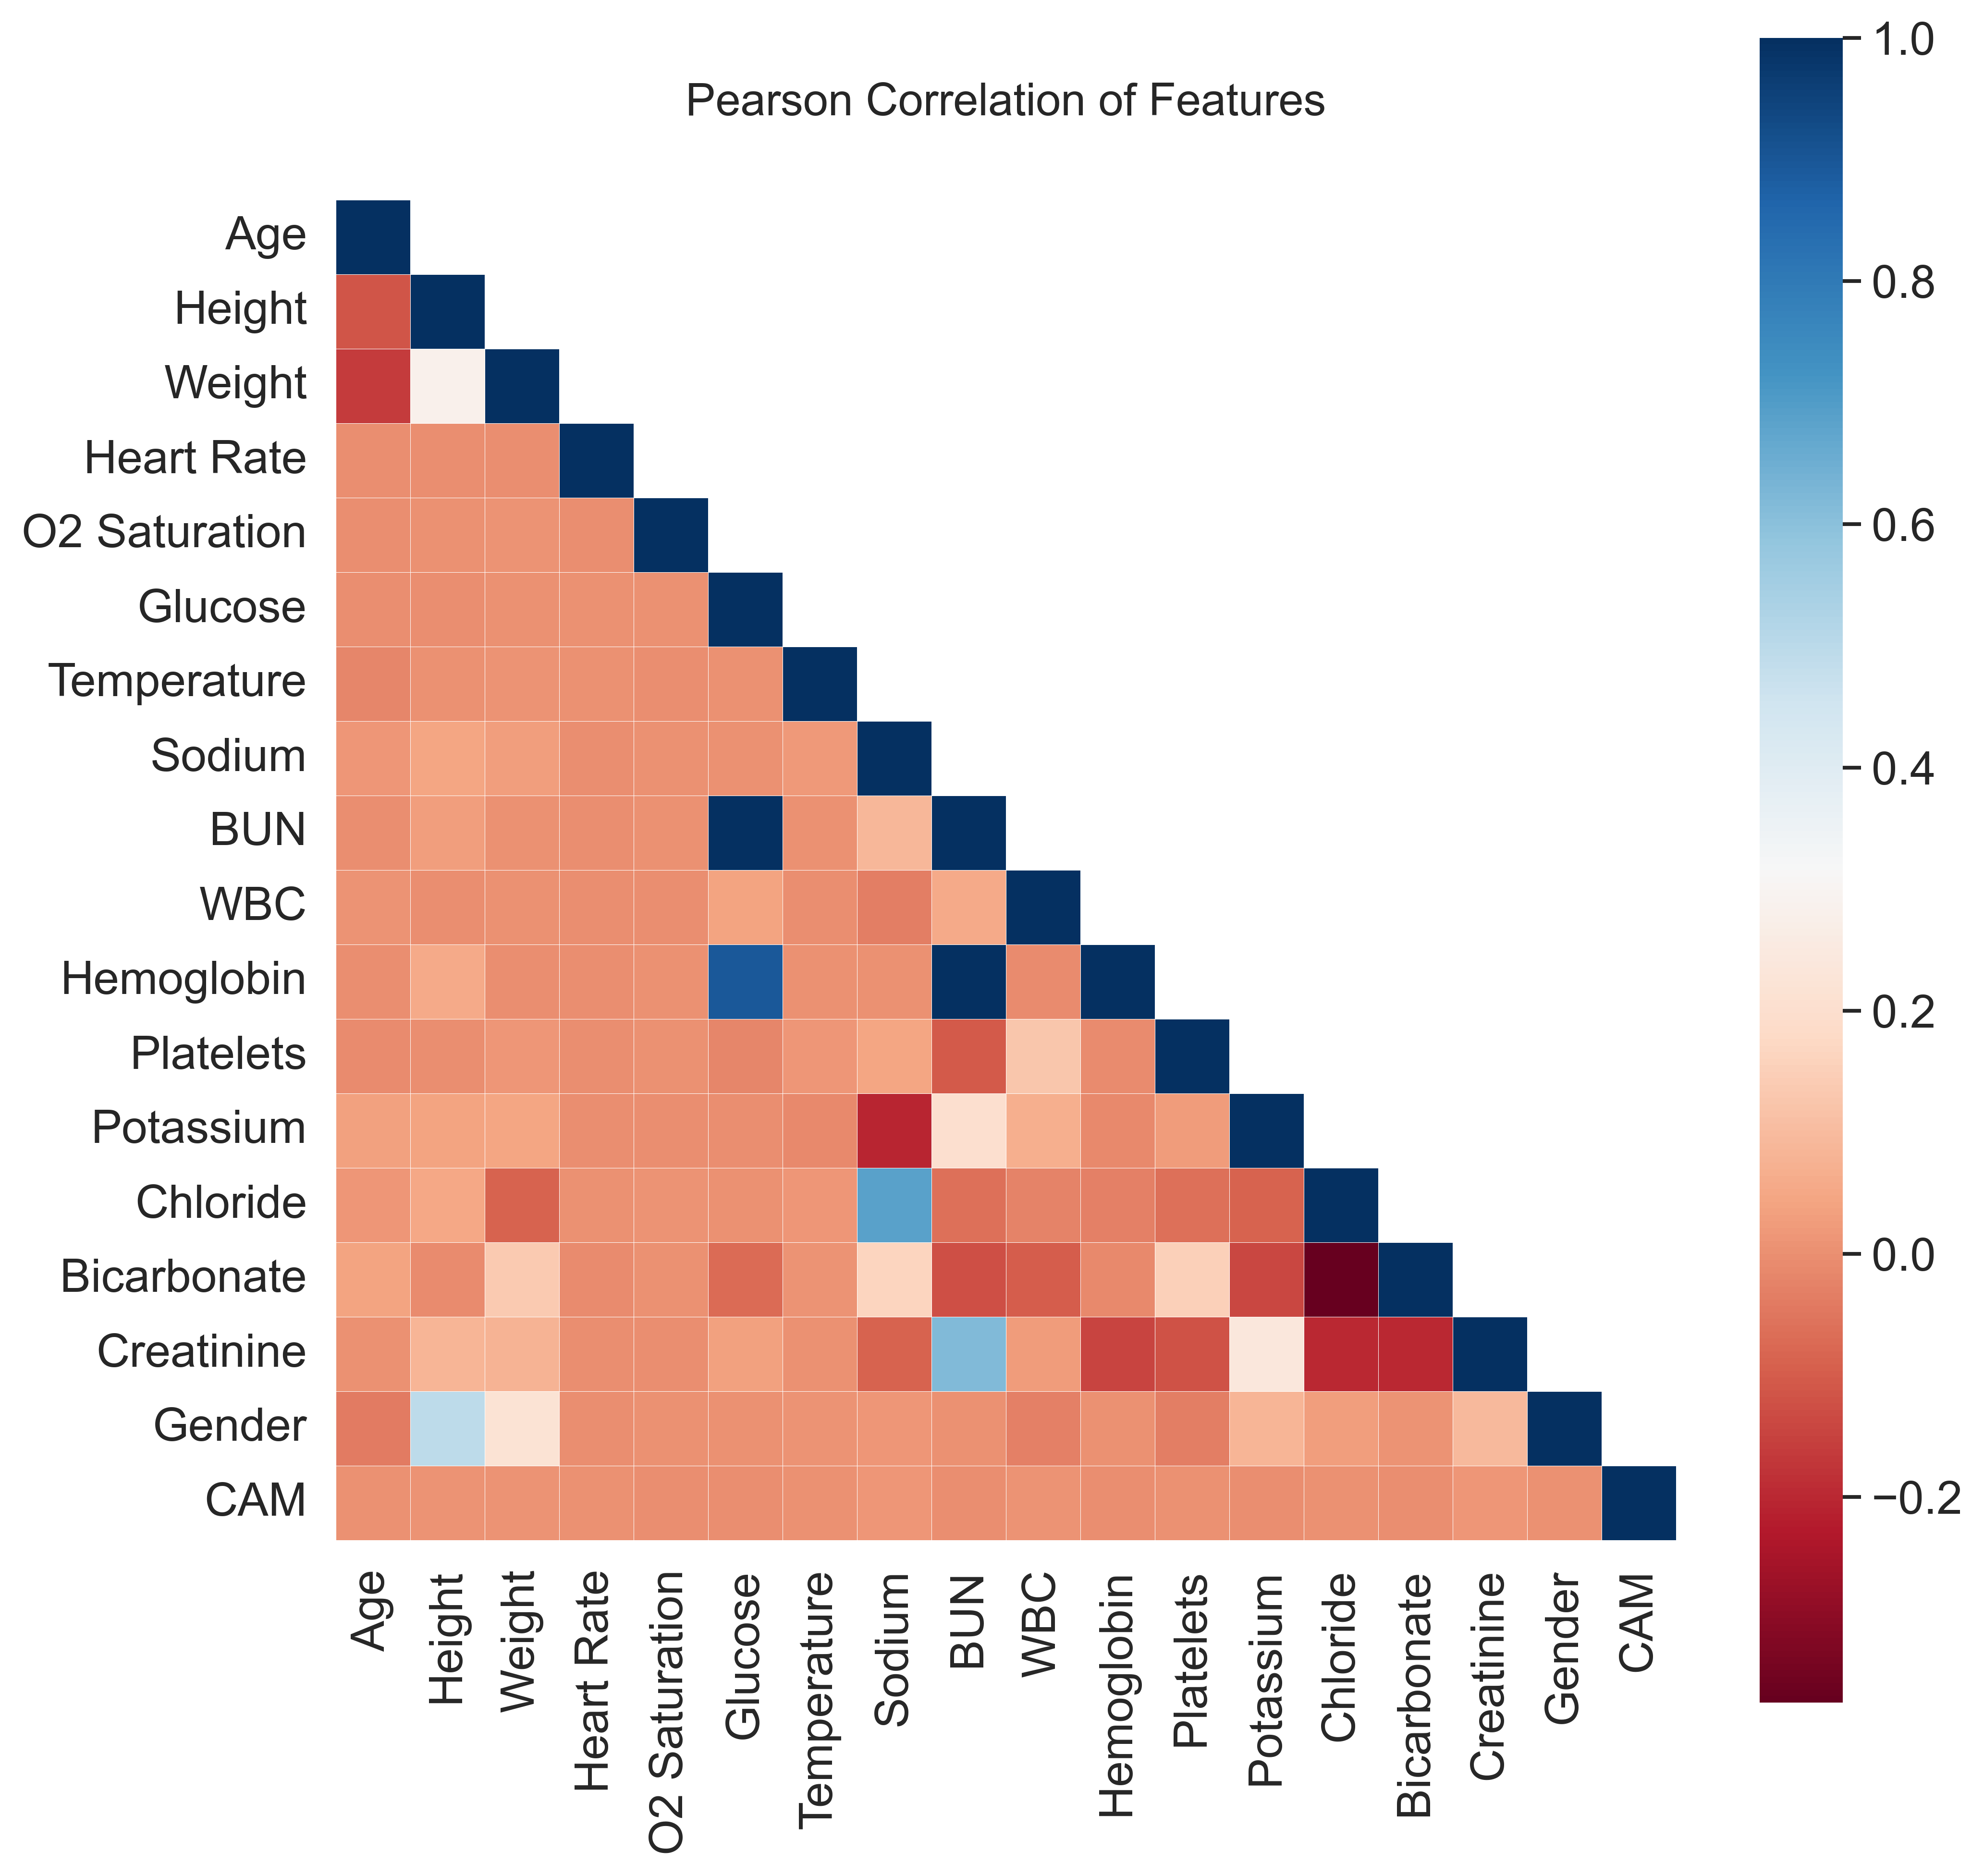 Pearson Correlation of Features
Age
Height
Weight
Heart Rate
O2 Saturation
Glucose
Temperature
Sodium
BUN
WBC
Hemoglobin
Platelets
Potassium
Chloride
Bicarbonate
Creatinine
Gender
CAM
Age
Height
Weight
Heart Rate
O2 Saturation
Glucose
Temperature
Sodium
BUN
WBC
Hemoglobin
Platelets
Potassium
Chloride
Bicarbonate
Creatinine
Gender
CAM
1.0
0.8
0.6
0.4
0.2
0.0
−0.2